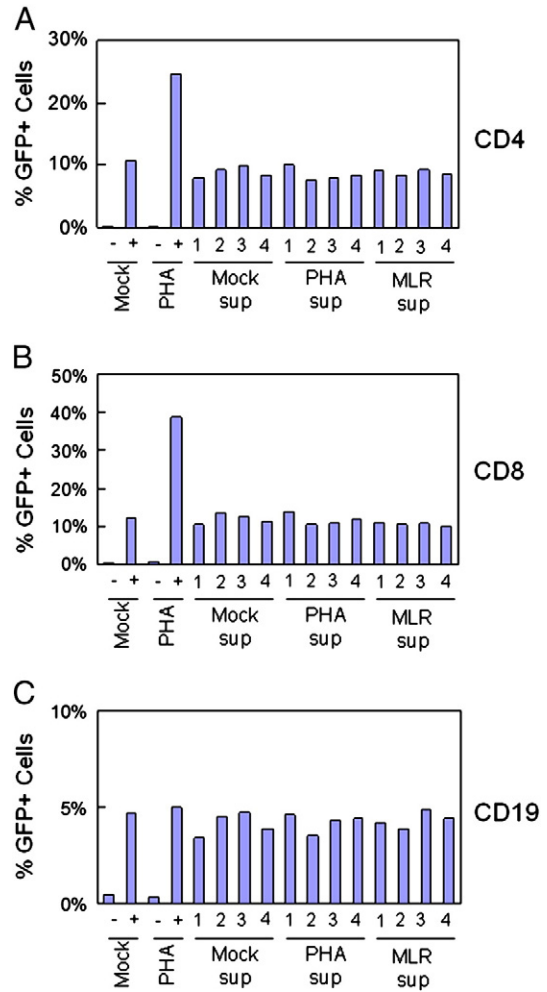 A
% GFP+ Cells
30%
20%
10%
0%
CD4
- + - + 1 2 3 4 1 2 3 4 1 2 3 4
Mock PHA Mock sup PHA sup MLR sup
B
% GFP+ Cells
50%
40%
30%
20%
10%
0%
CD8
- + - + 1 2 3 4 1 2 3 4 1 2 3 4
Mock PHA Mock sup PHA sup MLR sup
C
% GFP+ Cells
10%
5%
0%
CD19
- + - + 1 2 3 4 1 2 3 4 1 2 3 4
Mock PHA Mock sup PHA sup MLR sup